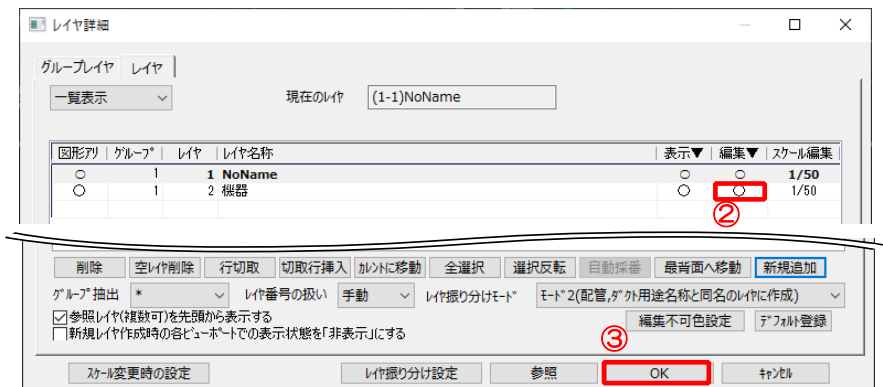 レイヤ詳細
グループレイヤ レイヤ
一覧表示 現在のレイヤ (1-1)NoName
図形アリ グループ レイヤ レイヤ名称 表示▼ 編集▼ スケール編集
○ 1 1 NoName ○ ○ 1/50
○ 1 2 機器 ○ ○ 1/50
②
削除 空レイヤ削除 行切取 切取行挿入 カレントに移動 全選択 選択反転 自動採番 最背面へ移動 新規追加
グループ抽出 * レイヤ番号の扱い 手動 レイヤ振り分けモード モード2(配管,ダクト用途名称と同名のレイヤに作成)
参照レイヤ(複数可)を先頭から表示する
新規レイヤ作成時の各ビューポートでの表示状態を「非表示」にする
編集不可色設定 デフォルト登録
③
スケール変更時の設定 レイヤ振り分け設定 参照 OK キャンセル